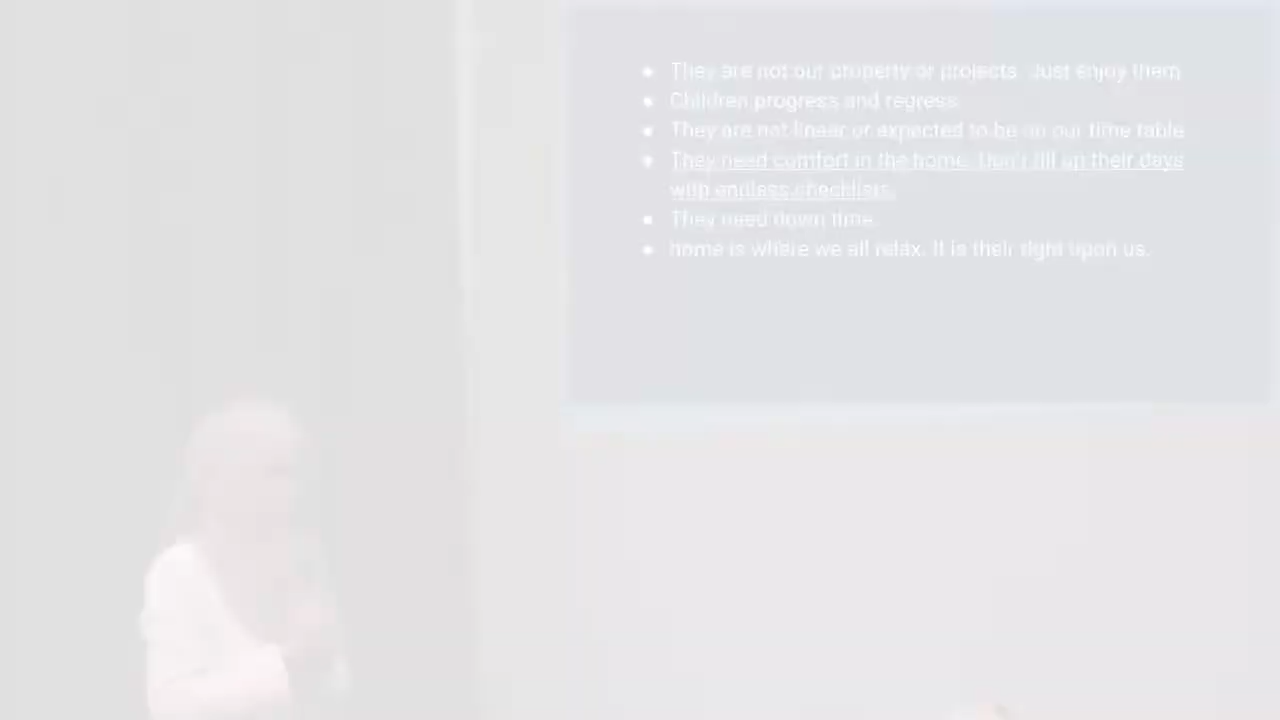 They are not our property or projects. Just enjoy them
Children progress and regress
They are not linear or expected to be on our time table
They need comfort in the home. Don't fill up their days
with endless checklists.
They need down time.
home is where we all relax. It is their right upon us.